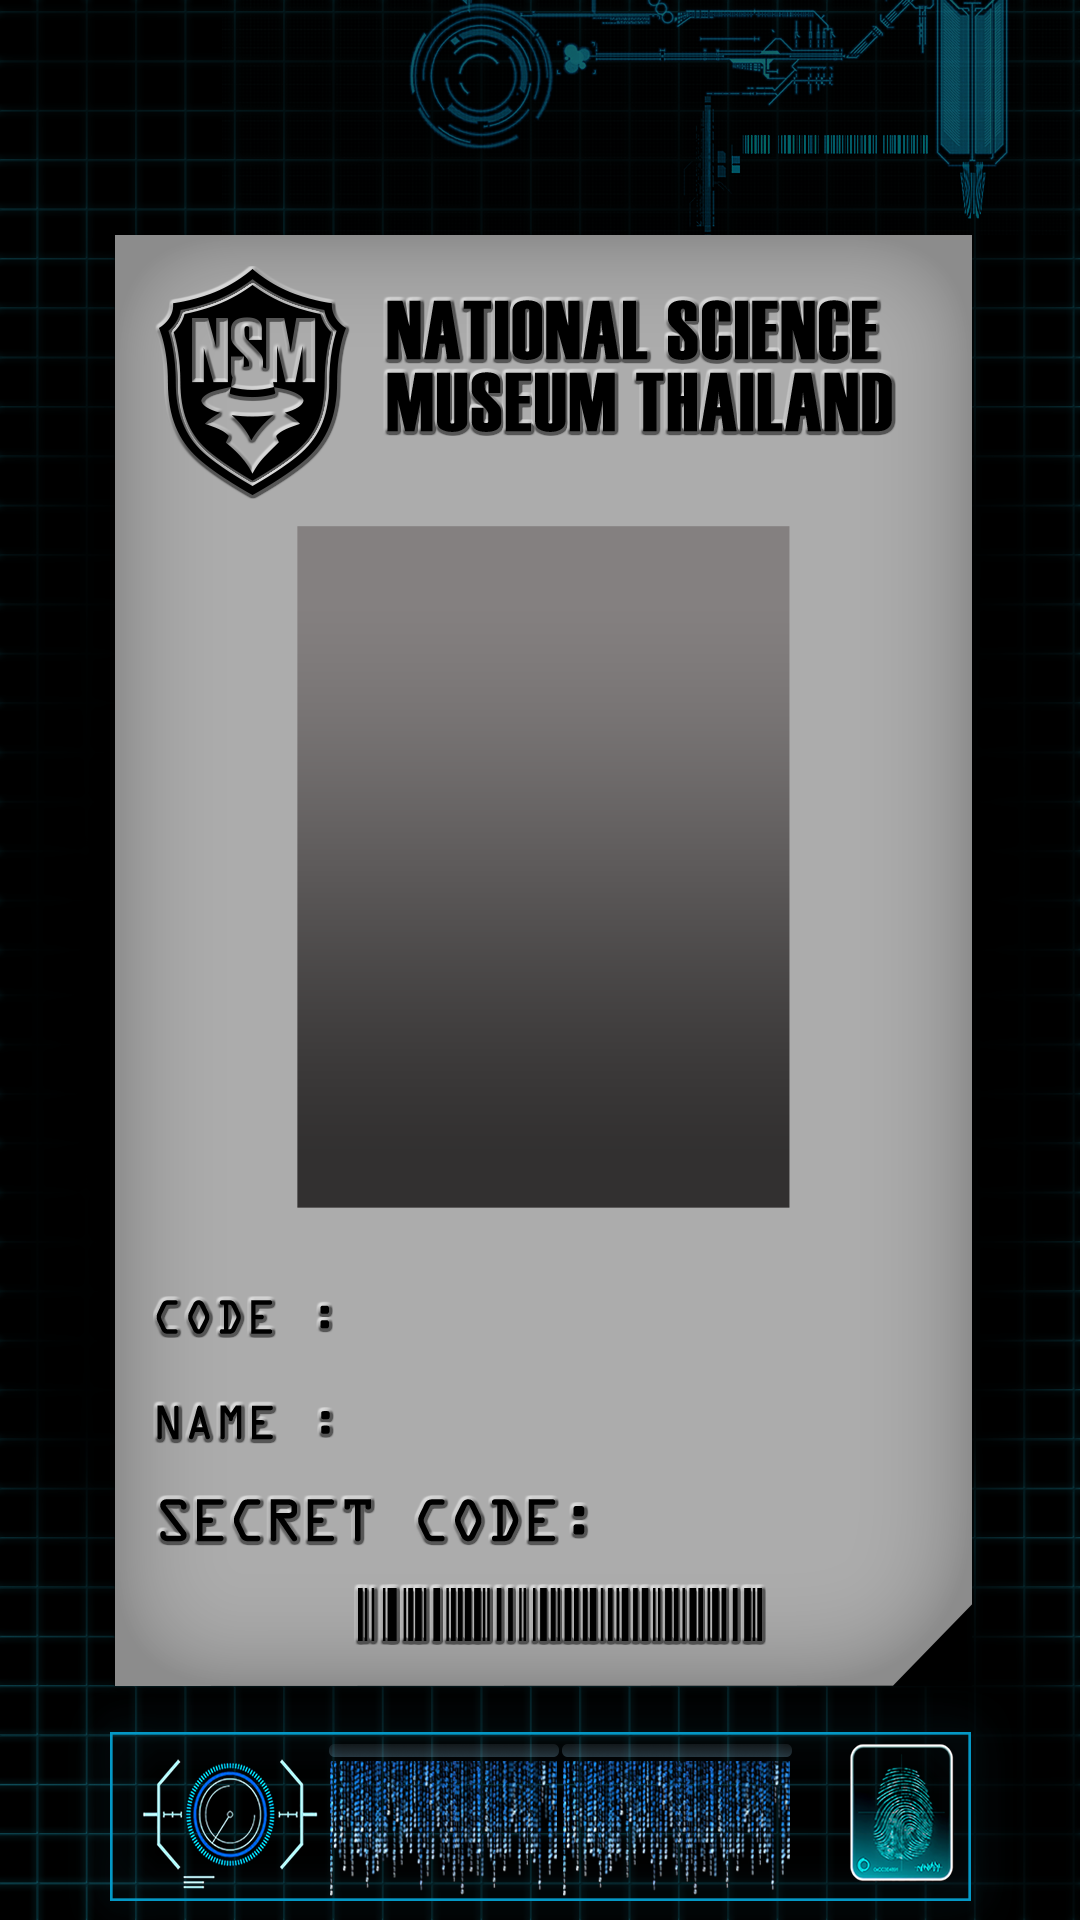 NSM
NATIONAL SCIENCE
MUSEUM THAILAND
CODE :
NAME :
SECRET CODE: